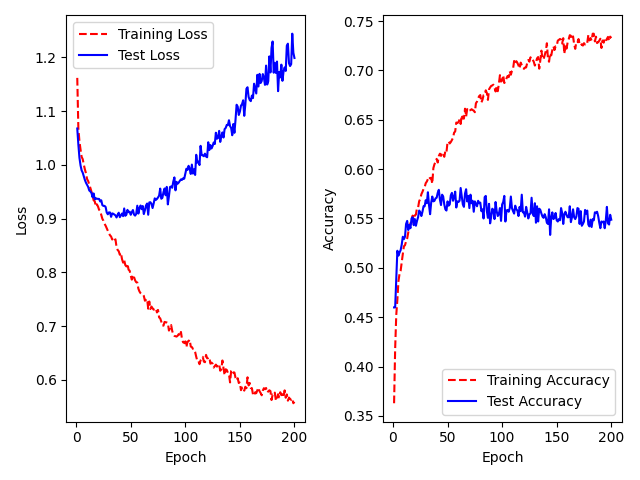 Training Loss
Test Loss
1.2
1.1
1.0
0.9
0.8
0.7
0.6
Loss
0 50 100 150 200
Epoch
0.75
0.70
0.65
0.60
0.55
0.50
0.45
0.40
0.35
Accuracy
Training Accuracy
Test Accuracy
0 50 100 150 200
Epoch